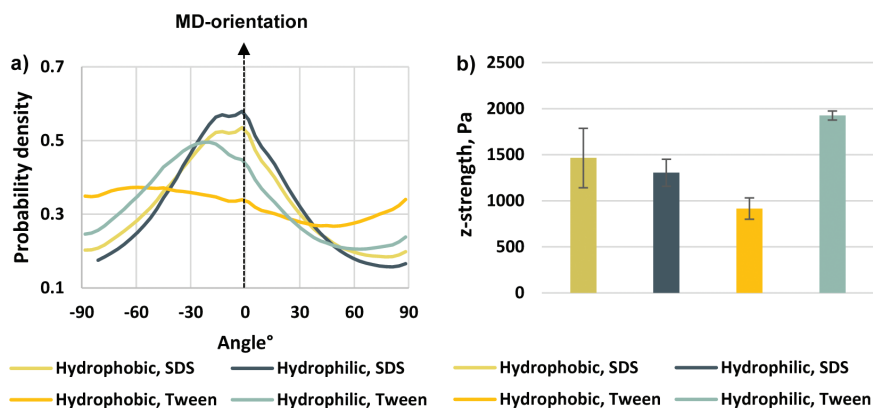 MD-orientation
a)
0.7
0.5
0.3
0.1
Probability density
-90 -60 -30 0 30 60 90
Angle°
Hydrophobic, SDS Hydrophilic, SDS
Hydrophobic, Tween Hydrophilic, Tween
b)
2500
2000
1500
1000
500
0
z-strength, Pa
Hydrophobic, SDS Hydrophilic, SDS
Hydrophobic, Tween Hydrophilic, Tween